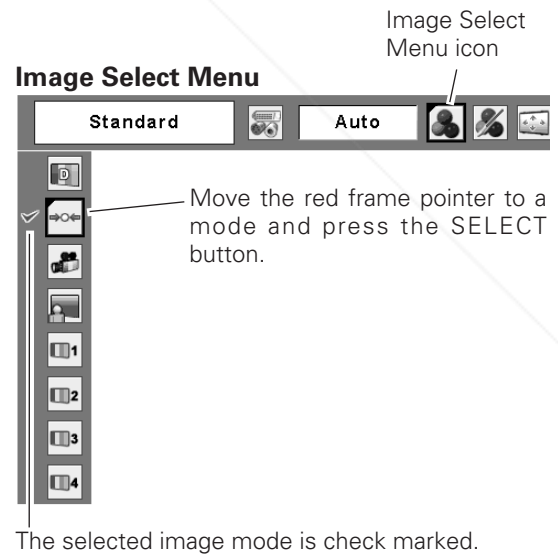 Image Select
Menu icon
Image Select Menu
Standard
Auto
D
Move the red frame pointer to a
mode and press the SELECT
button.
1
2
3
4
The selected image mode is check marked.